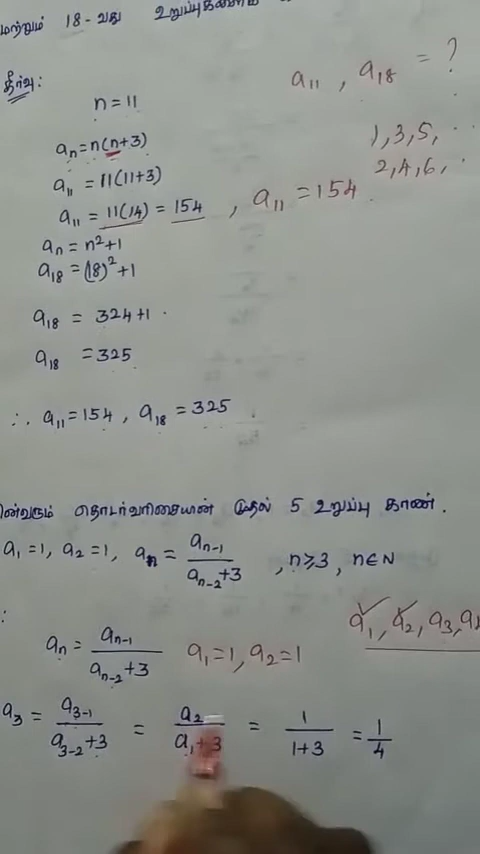 மற்றும் 18-வது
தீர்வு:
a₁₁ , a₁₈ = ?
n = 11
1, 3, 5, ..
aₙ = n(n+3)
2, 4, 6, .
a₁₁ = 11(11+3)
a₁₁ = 11(14) = 154 , a₁₁ = 154
aₙ = n²+1
a₁₈ = (18)²+1
a₁₈ = 324+1
a₁₈ = 325
∴ a₁₁ = 154 , a₁₈ = 325
தொடர்வரிசையின் முதல் 5 உறுப்பு காண்.
a₁ = 1, a₂ = 1, aₙ = aₙ₋₁/(aₙ₋₂+3) , n≥3, n∈N
:
a₁, a₂, a₃,
aₙ = aₙ₋₁/(aₙ₋₂+3) a₁=1, a₂=1
a₃ = a₃₋₁/(a₃₋₂+3) = a₂/(a₁+3) = 1/(1+3) = 1/4